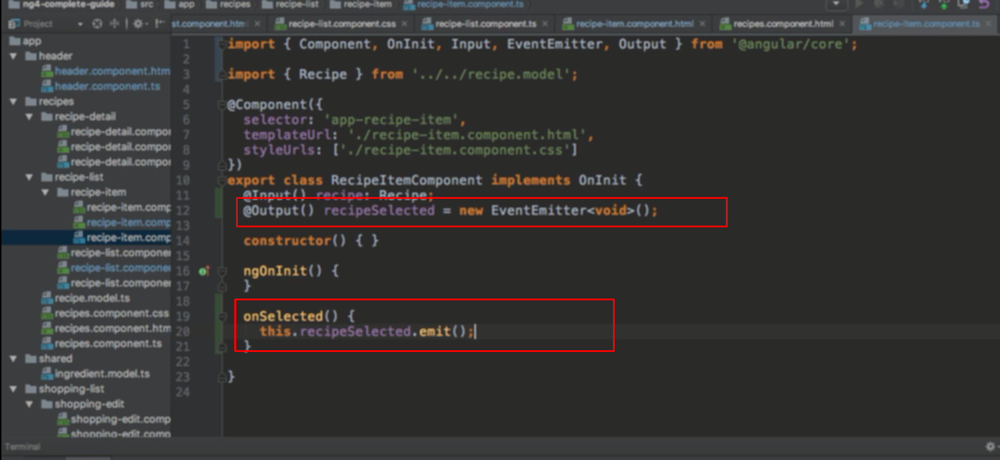 ng4-complete-guide src app recipes recipe-list recipe-item recipe-item.component.ts
Project st.component.htm recipe-list.component.css recipe-list.component.ts recipe-item.component.html recipes.component.html recipe-item.component.ts
app
header
header.component.htm
header.component.ts
recipes
recipe-detail
recipe-detail.compor
recipe-detail.compor
recipe-detail.compor
recipe-list
recipe-item
recipe-item.comp
recipe-item.comp
recipe-item.comp
recipe-list.componer
recipe-list.componer
recipe-list.componer
recipe.model.ts
recipes.component.css
recipes.component.htm
recipes.component.ts
shared
ingredient.model.ts
shopping-list
shopping-edit
shopping-edit.comp
shopping-edit.comp
1 import { Component, OnInit, Input, EventEmitter, Output } from '@angular/core';
2
3 import { Recipe } from '../../recipe.model';
4
5 @Component({
6 selector: 'app-recipe-item',
7 templateUrl: './recipe-item.component.html',
8 styleUrls: ['./recipe-item.component.css']
9 })
10 export class RecipeItemComponent implements OnInit {
11 @Input() recipe: Recipe;
12 @Output() recipeSelected = new EventEmitter<void>();
13
14 constructor() { }
15
16 ngOnInit() {
17 }
18
19 onSelected() {
20 this.recipeSelected.emit();
21 }
22
23 }
24
Terminal